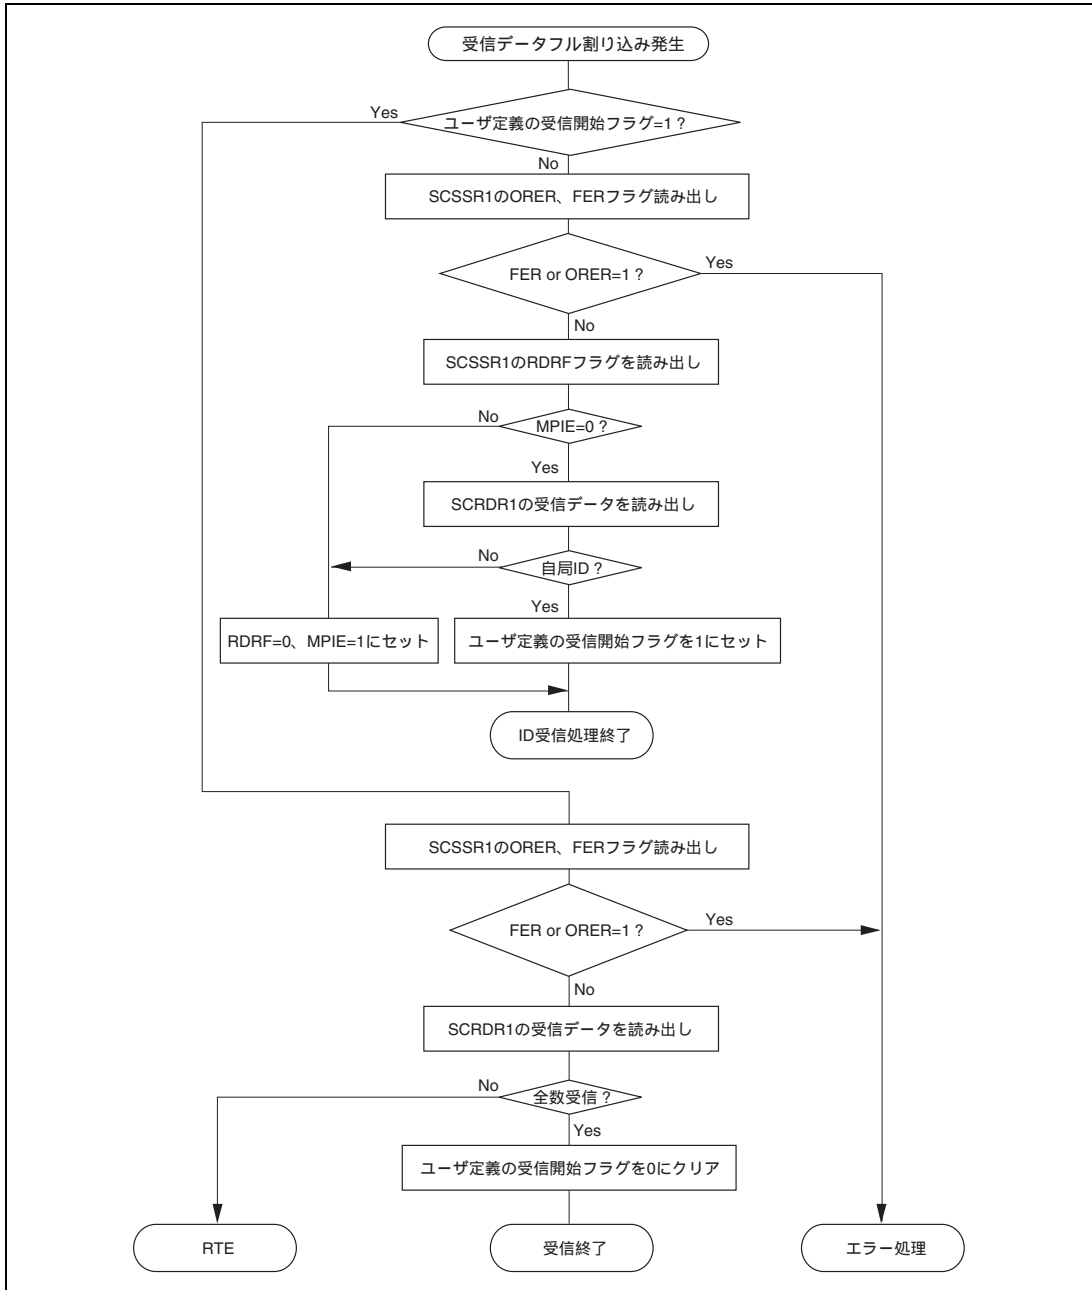 受信データフル割り込み発生
Yes
ユーザ定義の受信開始フラグ=1?
No
SCSSR1のORER、FERフラグ読み出し
FER or ORER=1?
Yes
No
SCSSR1のRDRFフラグを読み出し
No
MPIE=0?
Yes
SCRDR1の受信データを読み出し
No
自局ID?
Yes
RDRF=0、MPIE=1にセット
ユーザ定義の受信開始フラグを1にセット
ID受信処理終了
SCSSR1のORER、FERフラグ読み出し
FER or ORER=1?
Yes
No
SCRDR1の受信データを読み出し
No
全数受信?
Yes
ユーザ定義の受信開始フラグを0にクリア
RTE
受信終了
エラー処理